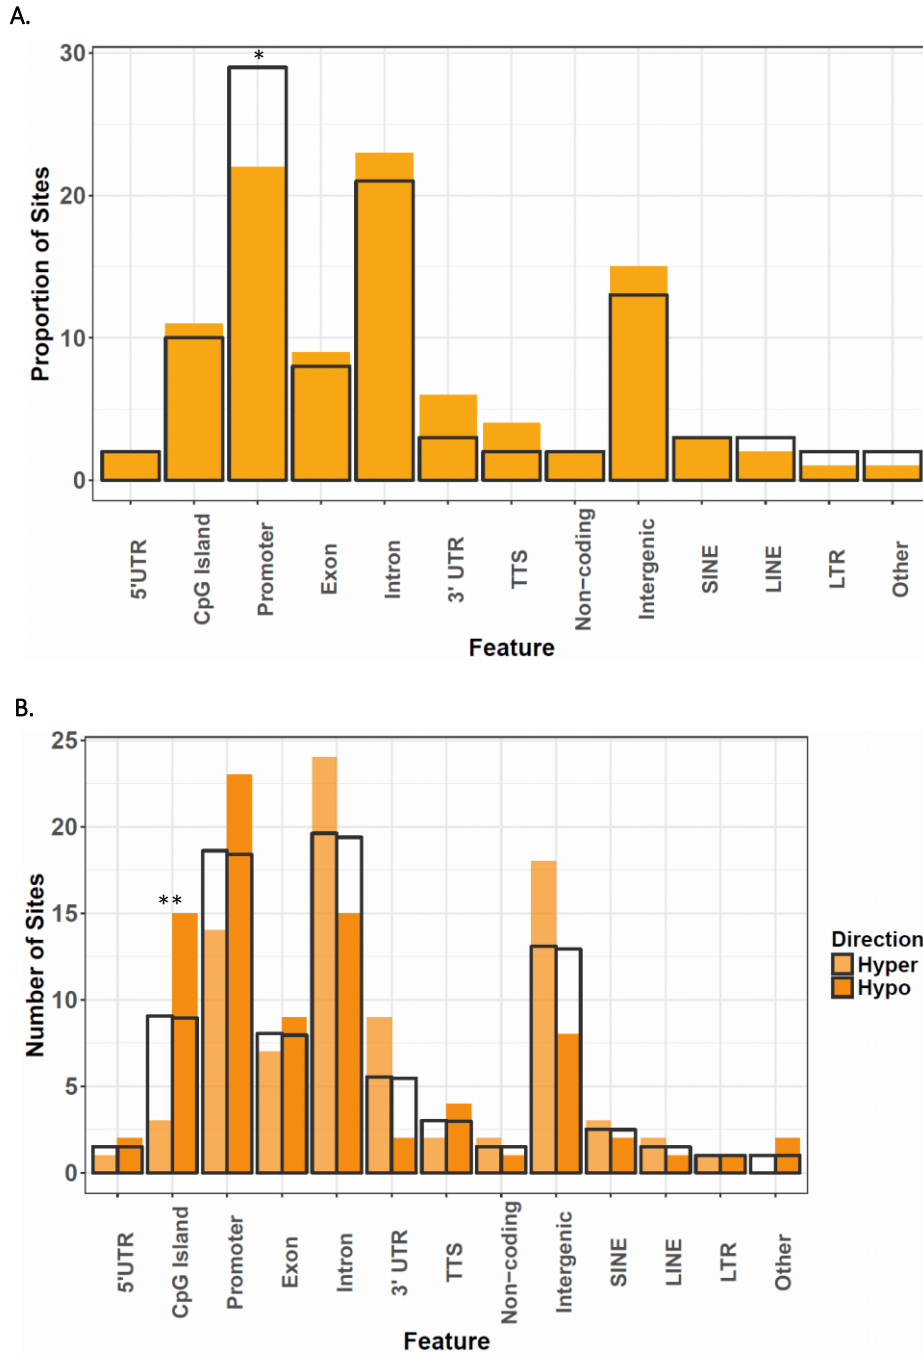 A.
Proportion of Sites
30
20
10
0
*
5'UTR
CpG Island
Promoter
Exon
Intron
3' UTR
TTS
Non-coding
Intergenic
SINE
LINE
LTR
Other
Feature
B.
Number of Sites
25
20
15
10
5
0
**
5'UTR
CpG Island
Promoter
Exon
Intron
3' UTR
TTS
Non-coding
Intergenic
SINE
LINE
LTR
Other
Feature
Direction
Hyper
Hypo